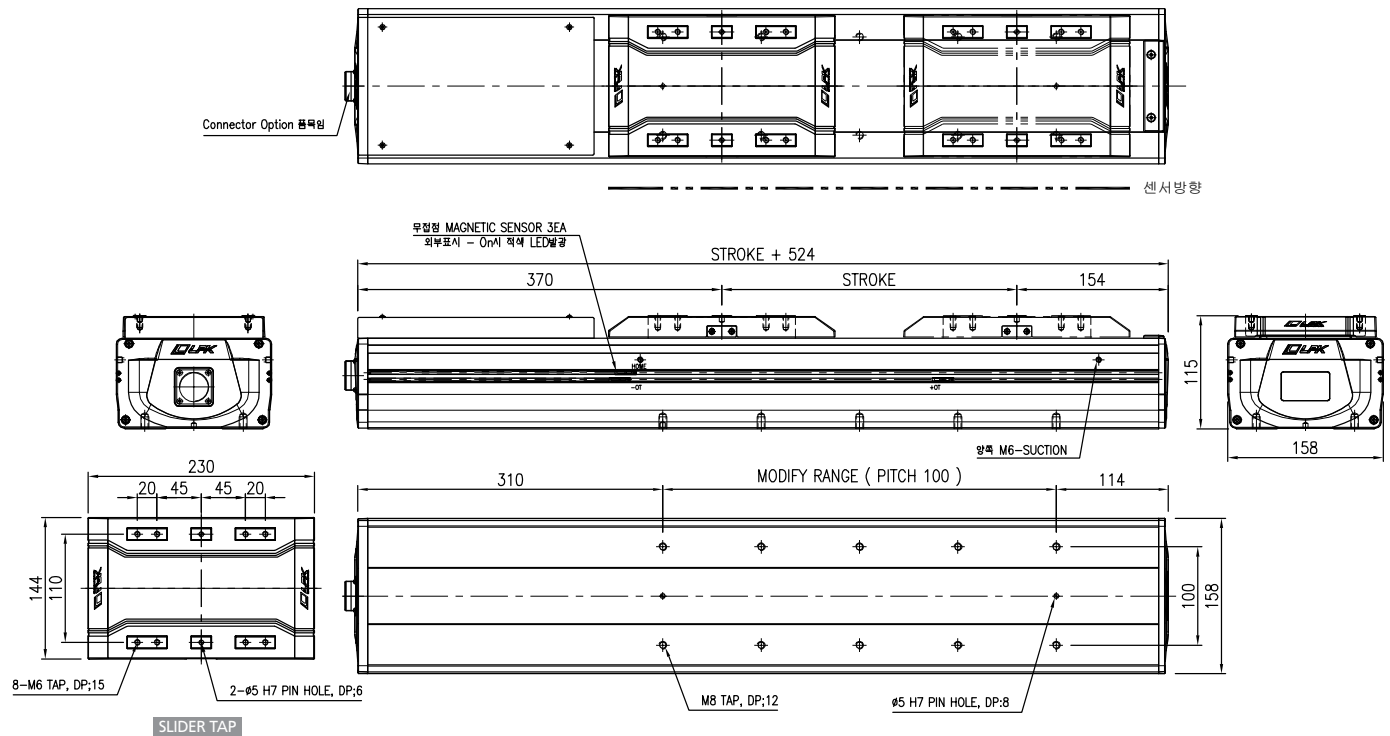 Connector Option 품목임
센서방향
무접점 MAGNETIC SENSOR 3EA
외부표시 - On시 적색 LED발광
STROKE + 524
370
STROKE
154
HOME
-OT
+OT
115
158
양쪽 M6-SUCTION
230
20
45
45
20
144
110
8-M6 TAP, DP;15
2-ø5 H7 PIN HOLE, DP;6
SLIDER TAP
310
MODIFY RANGE ( PITCH 100 )
114
100
158
M8 TAP, DP;12
ø5 H7 PIN HOLE, DP:8